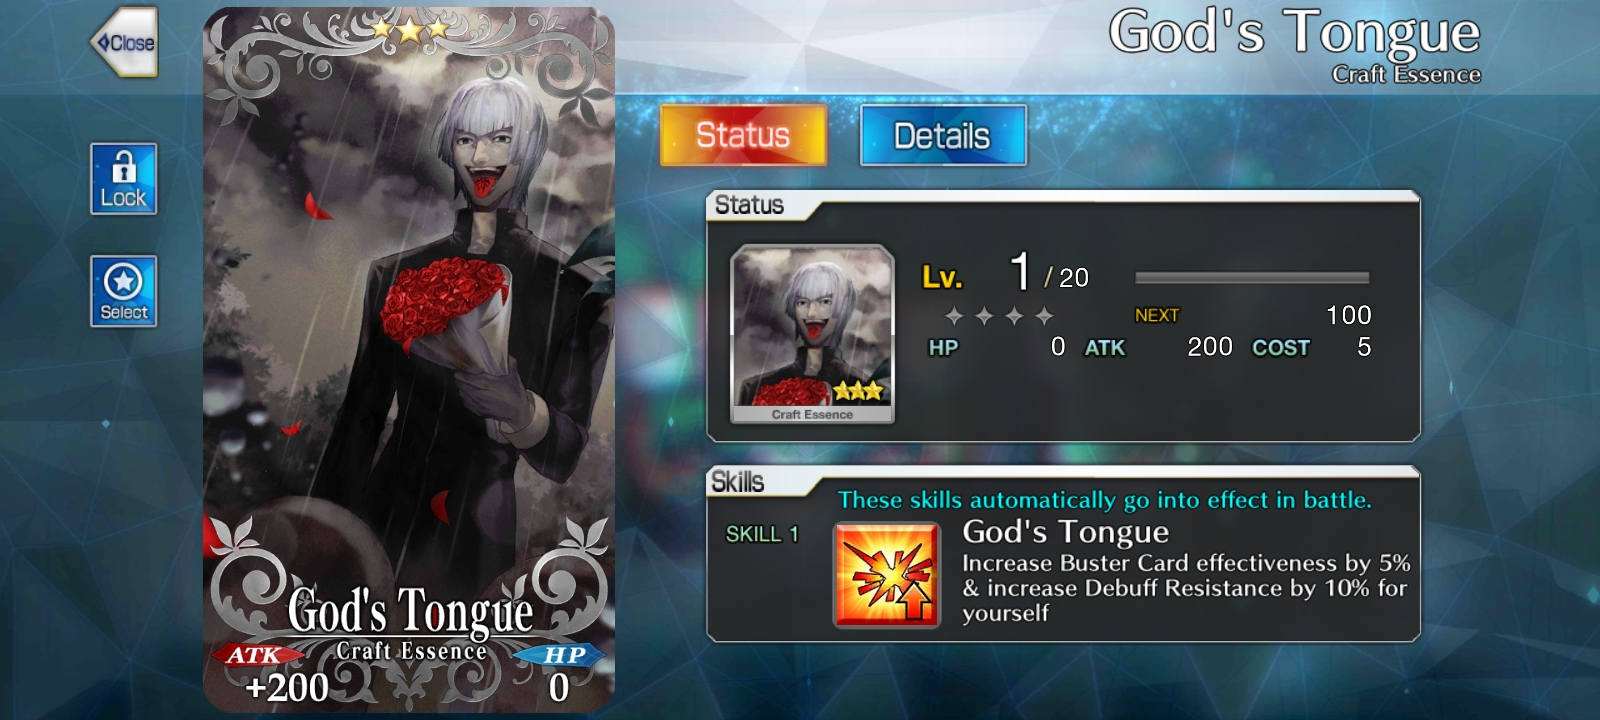 Close
Lock
Select
God's Tongue
Craft Essence
ATK
HP
+200
0
God's Tongue
Craft Essence
Status
Details
Status
Craft Essence
Lv. 1 / 20
NEXT 100
HP 0 ATK 200 COST 5
Skills
These skills automatically go into effect in battle.
SKILL 1
God's Tongue
Increase Buster Card effectiveness by 5%
& increase Debuff Resistance by 10% for
yourself